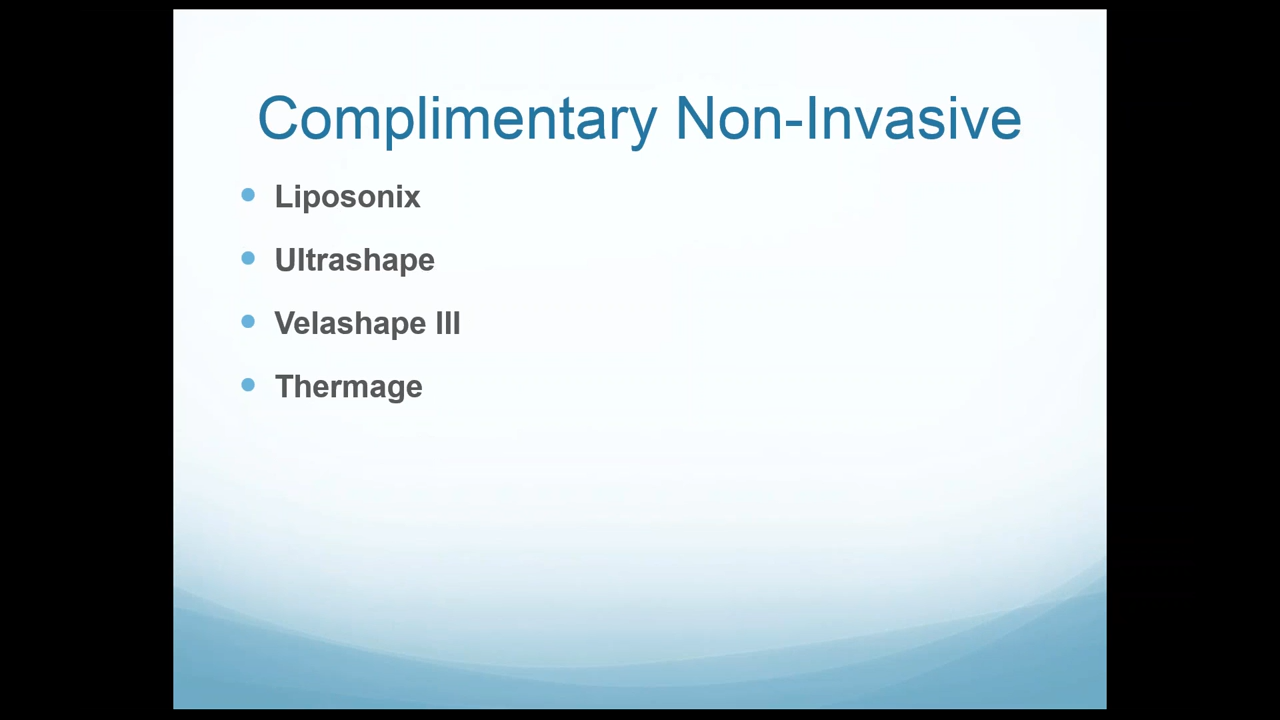 Complimentary Non-Invasive
Liposonix
Ultrashape
Velashape III
Thermage